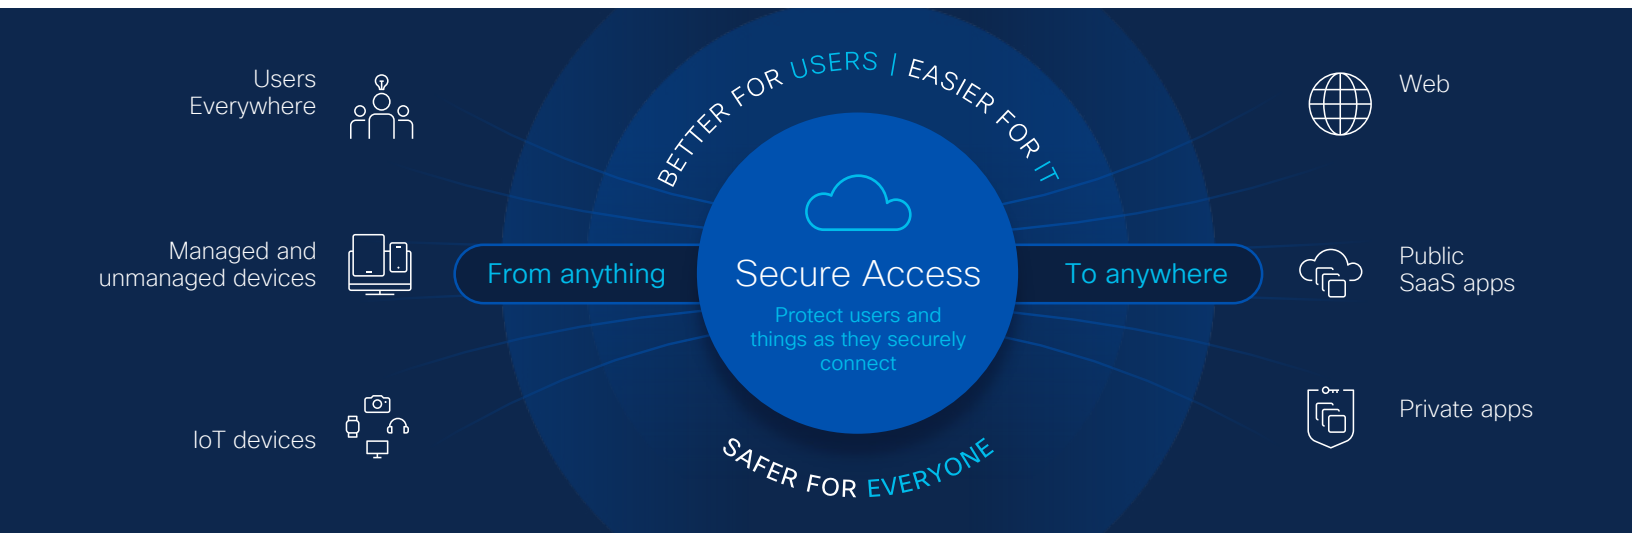 Users
Everywhere
Managed and
unmanaged devices
IoT devices
BETTER FOR USERS | EASIER FOR IT
From anything
Secure Access
Protect users and
things as they securely
connect
To anywhere
SAFER FOR EVERYONE
Web
Public
SaaS apps
Private apps